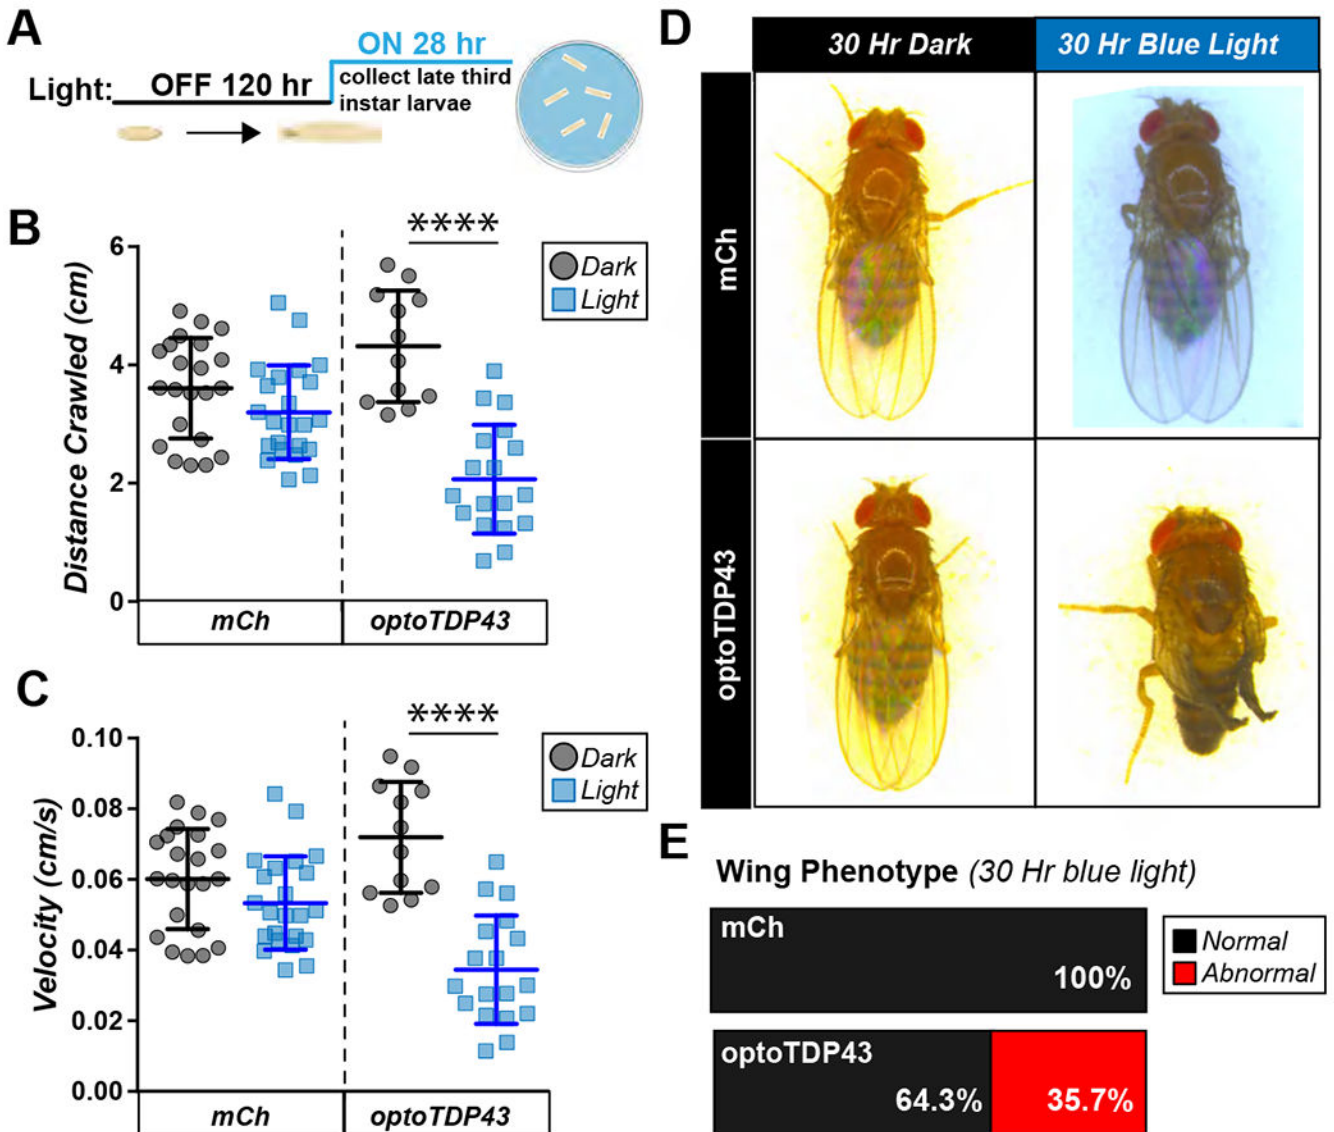 A
Light:
OFF 120 hr
ON 28 hr
collect late third
instar larvae
B
****
Distance Crawled (cm)
6
4
2
0
Dark
Light
mCh
optoTDP43
C
****
Velocity (cm/s)
0.10
0.08
0.06
0.04
0.02
0.00
Dark
Light
mCh
optoTDP43
D
30 Hr Dark
30 Hr Blue Light
mCh
optoTDP43
E
Wing Phenotype (30 Hr blue light)
mCh
100%
Normal
Abnormal
optoTDP43
64.3%
35.7%